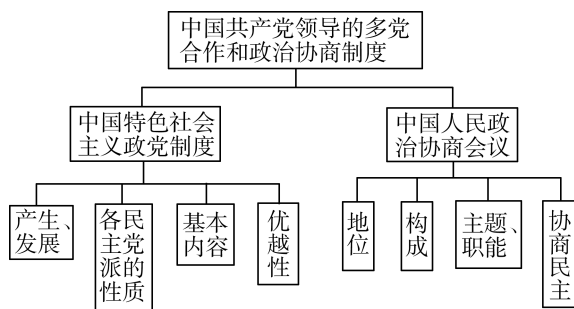 中国共产党领导的多党
合作和政治协商制度
中国特色社会
主义政党制度
中国人民政
治协商会议
产生、
发展
各民
主党
派的
性质
基本
内容
优越性
地位
构成
主题、
职能
协商民主